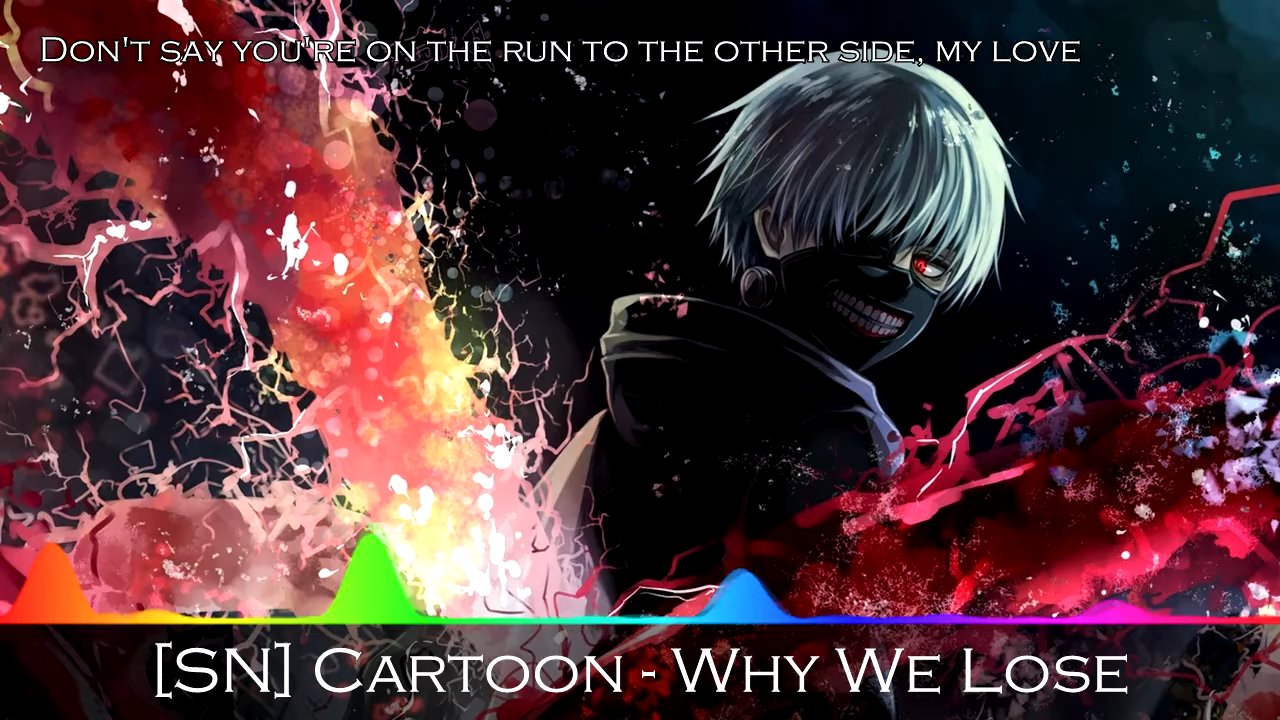 Don't say you're on the run to the other side, my love
[SN] Cartoon - Why We Lose